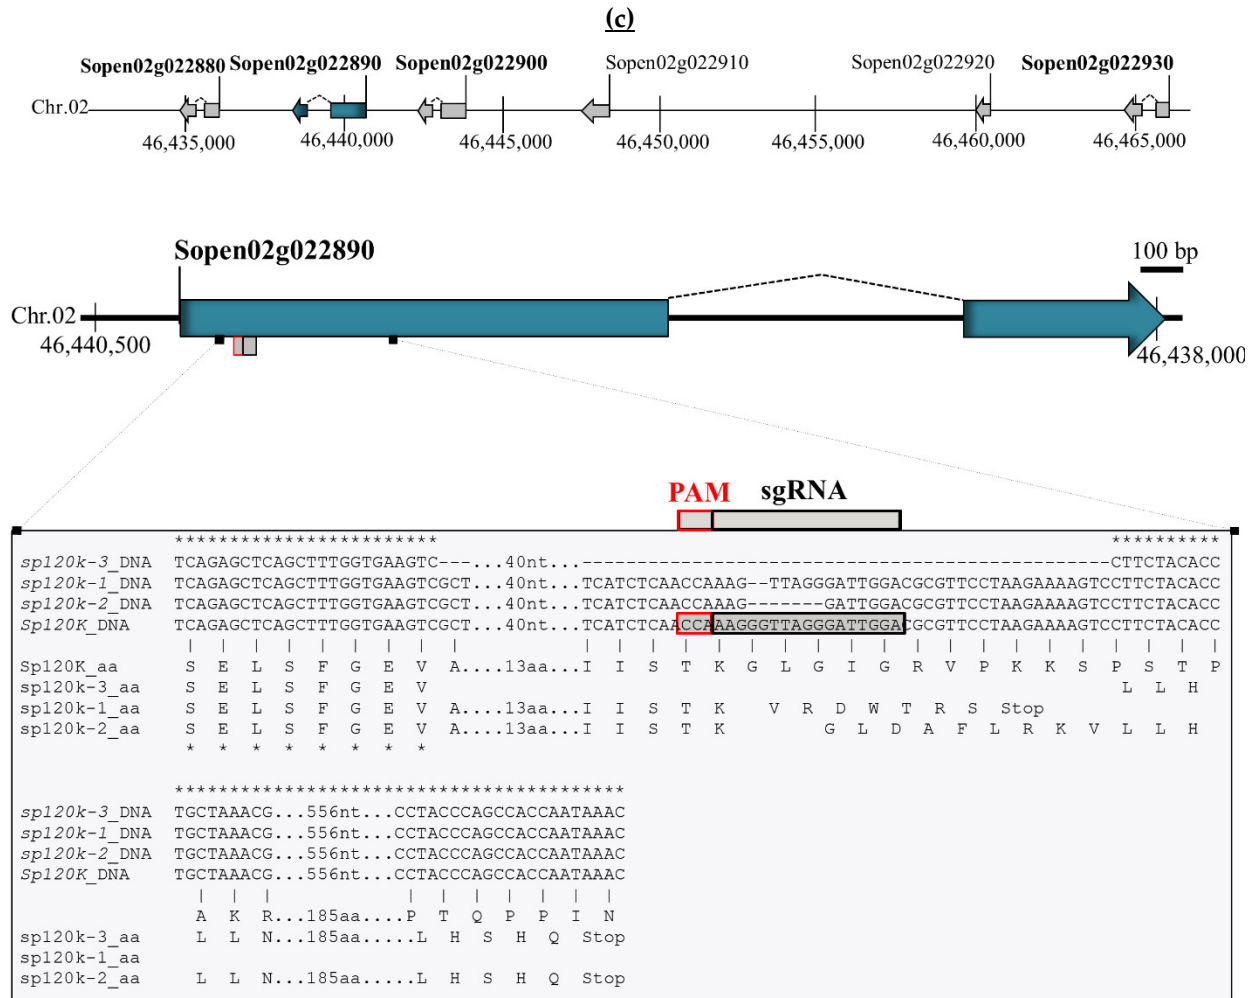 (c)
Sopen02g022880 Sopen02g022890 Sopen02g022900 Sopen02g022910 Sopen02g022920 Sopen02g022930
Chr.02
46,435,000 46,440,000 46,445,000 46,450,000 46,455,000 46,460,000 46,465,000
Sopen02g022890 100 bp
Chr.02
46,440,500 46,438,000
PAM sgRNA
***********************  **********
sp120k-3_DNA TCAGAGCTCAGCTTTGGTGAAGTC---...40nt...--------------------------------------------CTTCTACACC
sp120k-1_DNA TCAGAGCTCAGCTTTGGTGAAGTCGCT...40nt...TCATCTCAACCAAAG--TTAGGGATTGGACGCGTTCCTAAGAAAAGTCCTTCTACACC
sp120k-2_DNA TCAGAGCTCAGCTTTGGTGAAGTCGCT...40nt...TCATCTCAACCAAAG-------GATTGGACGCGTTCCTAAGAAAAGTCCTTCTACACC
Sp120K_DNA TCAGAGCTCAGCTTTGGTGAAGTCGCT...40nt...TCATCTCAACCAAAGGGTTAGGGATTGGACGCGTTCCTAAGAAAAGTCCTTCTACACC
| | | | | | | | | | | | | | | | | | | | | | | | | | | |
Sp120K_aa S E L S F G E V A....13aa...I I S T K G L G I G R V P K K S P S T P
sp120k-3_aa S E L S F G E V L L H
sp120k-1_aa S E L S F G E V A....13aa...I I S T K V R D W T R S Stop
sp120k-2_aa S E L S F G E V A....13aa...I I S T K G L D A F L R K V L L H
* * * * * * * *
****************************************
sp120k-3_DNA TGCTAAACG...556nt...CCTACCCAGCCACCAATAAAC
sp120k-1_DNA TGCTAAACG...556nt...CCTACCCAGCCACCAATAAAC
sp120k-2_DNA TGCTAAACG...556nt...CCTACCCAGCCACCAATAAAC
Sp120K_DNA TGCTAAACG...556nt...CCTACCCAGCCACCAATAAAC
| | | | | | | | | |
A K R...185aa....P T Q P P I N
sp120k-3_aa L L N...185aa.....L H S H Q Stop
sp120k-1_aa
sp120k-2_aa L L N...185aa.....L H S H Q Stop